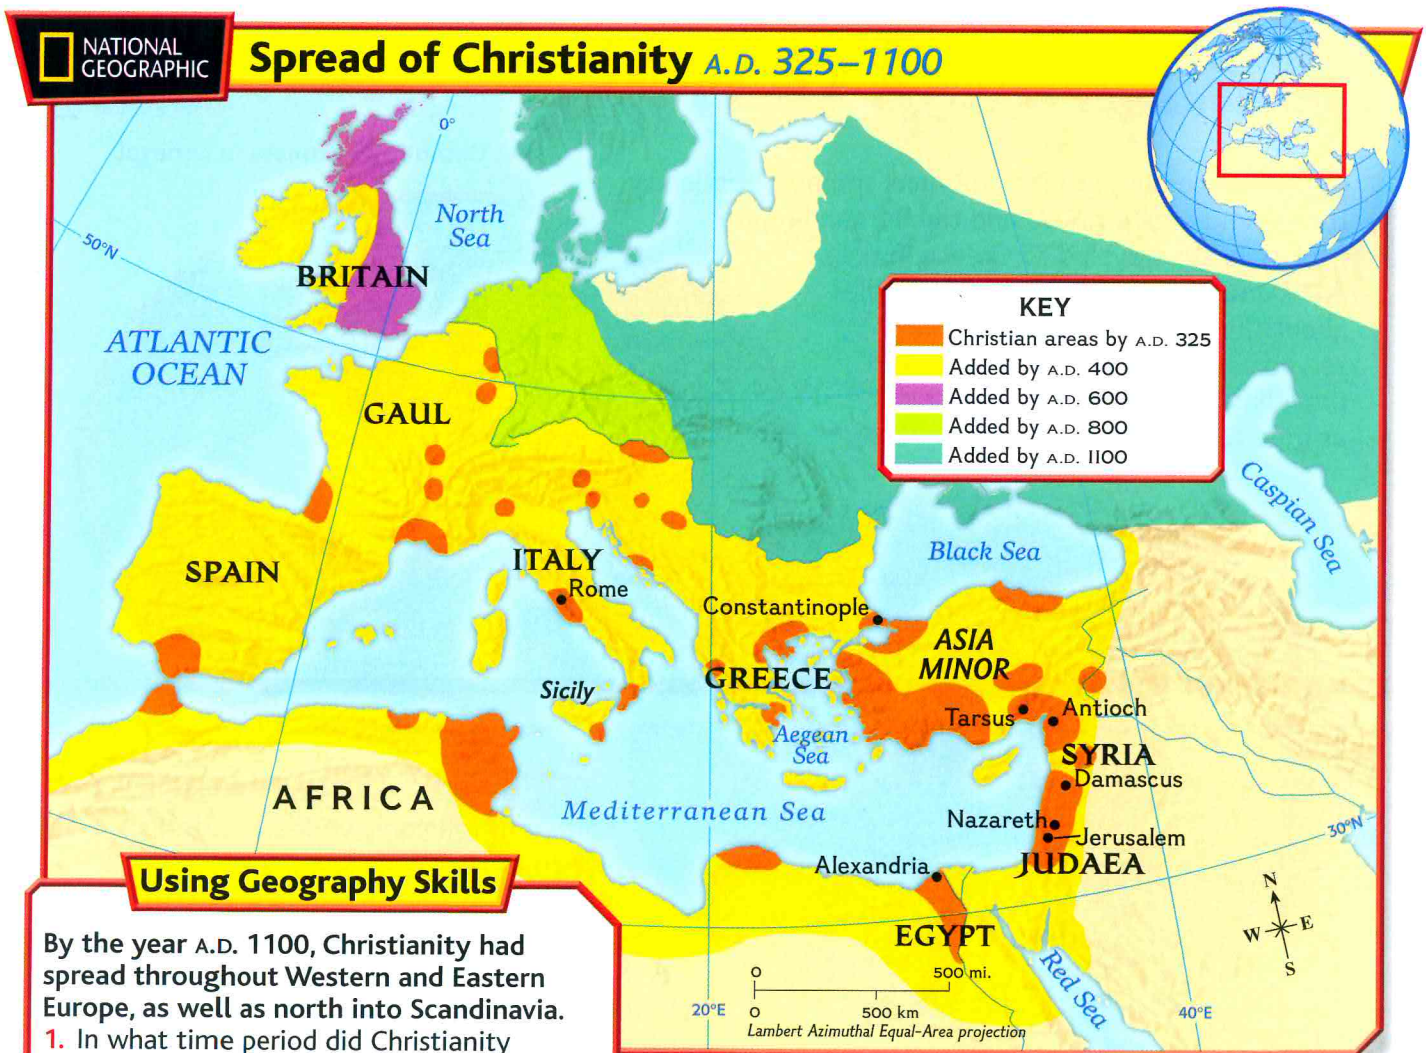 NATIONAL
GEOGRAPHIC
Spread of Christianity A.D. 325–1100
0°
50°N
North
Sea
BRITAIN
ATLANTIC
OCEAN
KEY
Christian areas by A.D. 325
Added by A.D. 400
Added by A.D. 600
Added by A.D. 800
Added by A.D. 1100
GAUL
Caspian Sea
SPAIN
ITALY
Rome
Black Sea
Constantinople
ASIA
MINOR
GREECE
Sicily
Tarsus
Antioch
Aegean
Sea
SYRIA
Damascus
AFRICA
Mediterranean Sea
Nazareth
Jerusalem
30°N
Alexandria
JUDAEA
EGYPT
Red Sea
N
W
E
S
0
500 mi.
0
500 km
Lambert Azimuthal Equal-Area projection
20°E
40°E
Using Geography Skills
By the year A.D. 1100, Christianity had
spread throughout Western and Eastern
Europe, as well as north into Scandinavia.
1. In what time period did Christianity